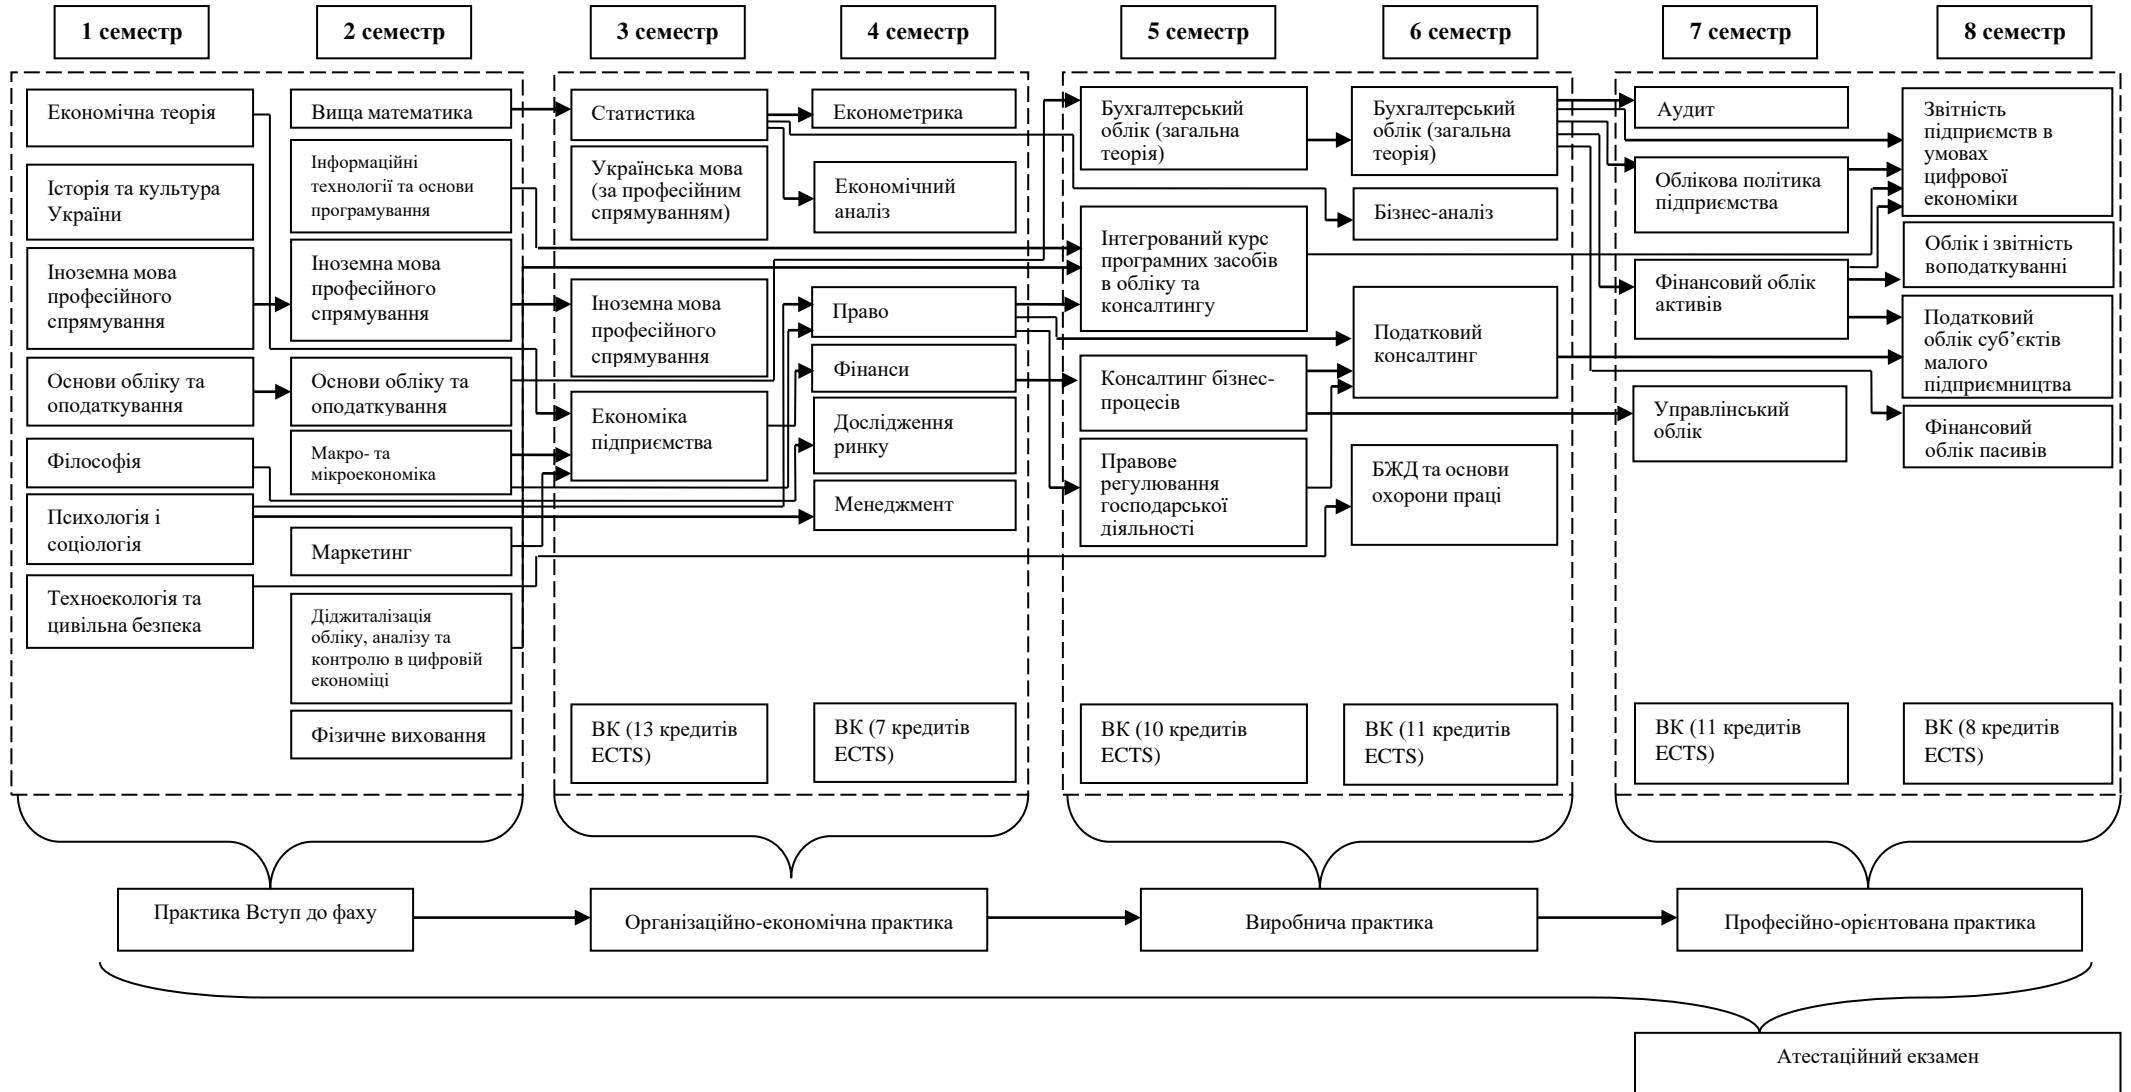 1 семестр
2 семестр
3 семестр
4 семестр
5 семестр
6 семестр
7 семестр
8 семестр
Економічна теорія
Історія та культура
України
Іноземна мова
професійного
спрямування
Основи обліку та
оподаткування
Філософія
Психологія і
соціологія
Техноекологія та
цивільна безпека
Вища математика
Інформаційні
технології та основи
програмування
Іноземна мова
професійного
спрямування
Основи обліку та
оподаткування
Макро- та
мікроекономіка
Маркетинг
Діджиталізація
обліку, аналізу та
контролю в цифровій
економіці
Фізичне виховання
Статистика
Українська мова
(за професійним
спрямуванням)
Іноземна мова
професійного
спрямування
Економіка
підприємства
ВК (13 кредитів
ECTS)
Економетрика
Економічний
аналіз
Право
Фінанси
Дослідження
ринку
Менеджмент
ВК (7 кредитів
ECTS)
Бухгалтерський
облік (загальна
теорія)
Інтегрований курс
програмних засобів
в обліку та
консалтингу
Консалтинг бізнес-
процесів
Правове
регулювання
господарської
діяльності
ВК (10 кредитів
ECTS)
Бухгалтерський
облік (загальна
теорія)
Бізнес-аналіз
Податковий
консалтинг
БЖД та основи
охорони праці
ВК (11 кредитів
ECTS)
Аудит
Облікова політика
підприємства
Фінансовий облік
активів
Управлінський
облік
ВК (11 кредитів
ECTS)
Звітність
підприємств в
умовах
цифрової
економіки
Облік і звітність
воподаткуванні
Податковий
облік суб’єктів
малого
підприємництва
Фінансовий
облік пасивів
ВК (8 кредитів
ECTS)
Практика Вступ до фаху
Організаційно-економічна практика
Виробнича практика
Професійно-орієнтована практика
Атестаційний екзамен